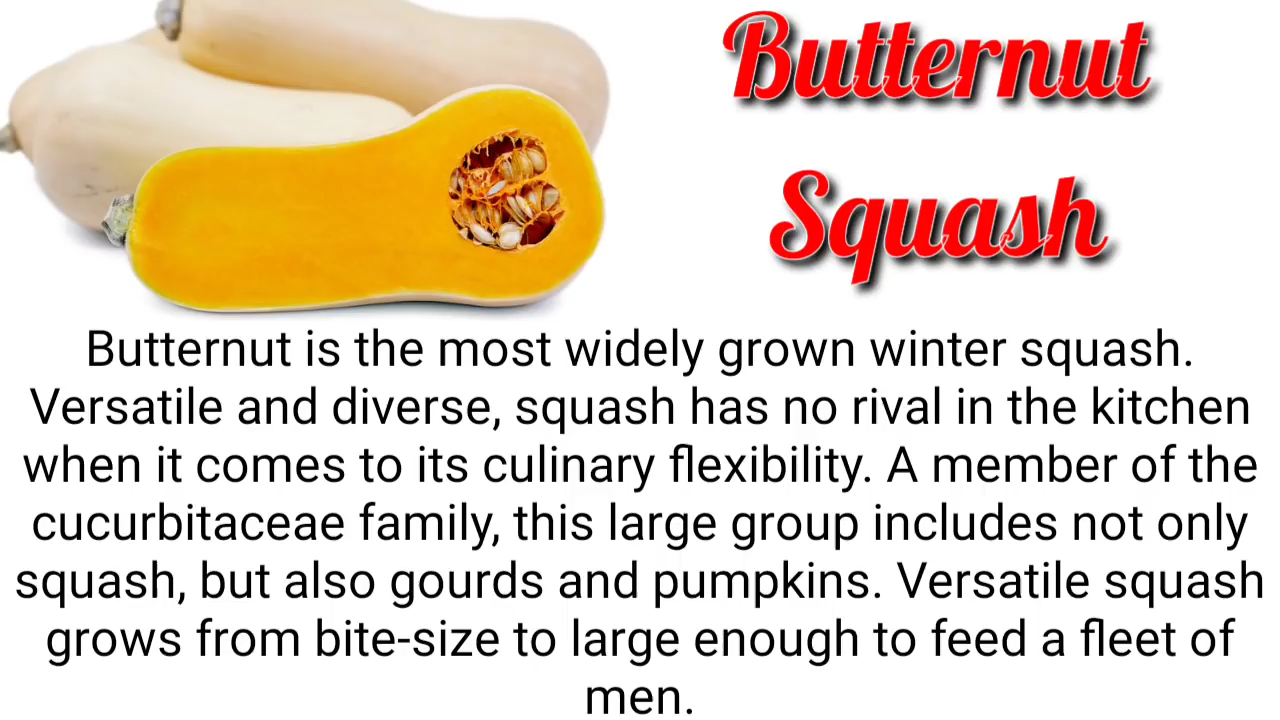 Butternut
Squash
Butternut is the most widely grown winter squash.
Versatile and diverse, squash has no rival in the kitchen
when it comes to its culinary flexibility. A member of the
cucurbitaceae family, this large group includes not only
squash, but also gourds and pumpkins. Versatile squash
grows from bite-size to large enough to feed a fleet of
men.